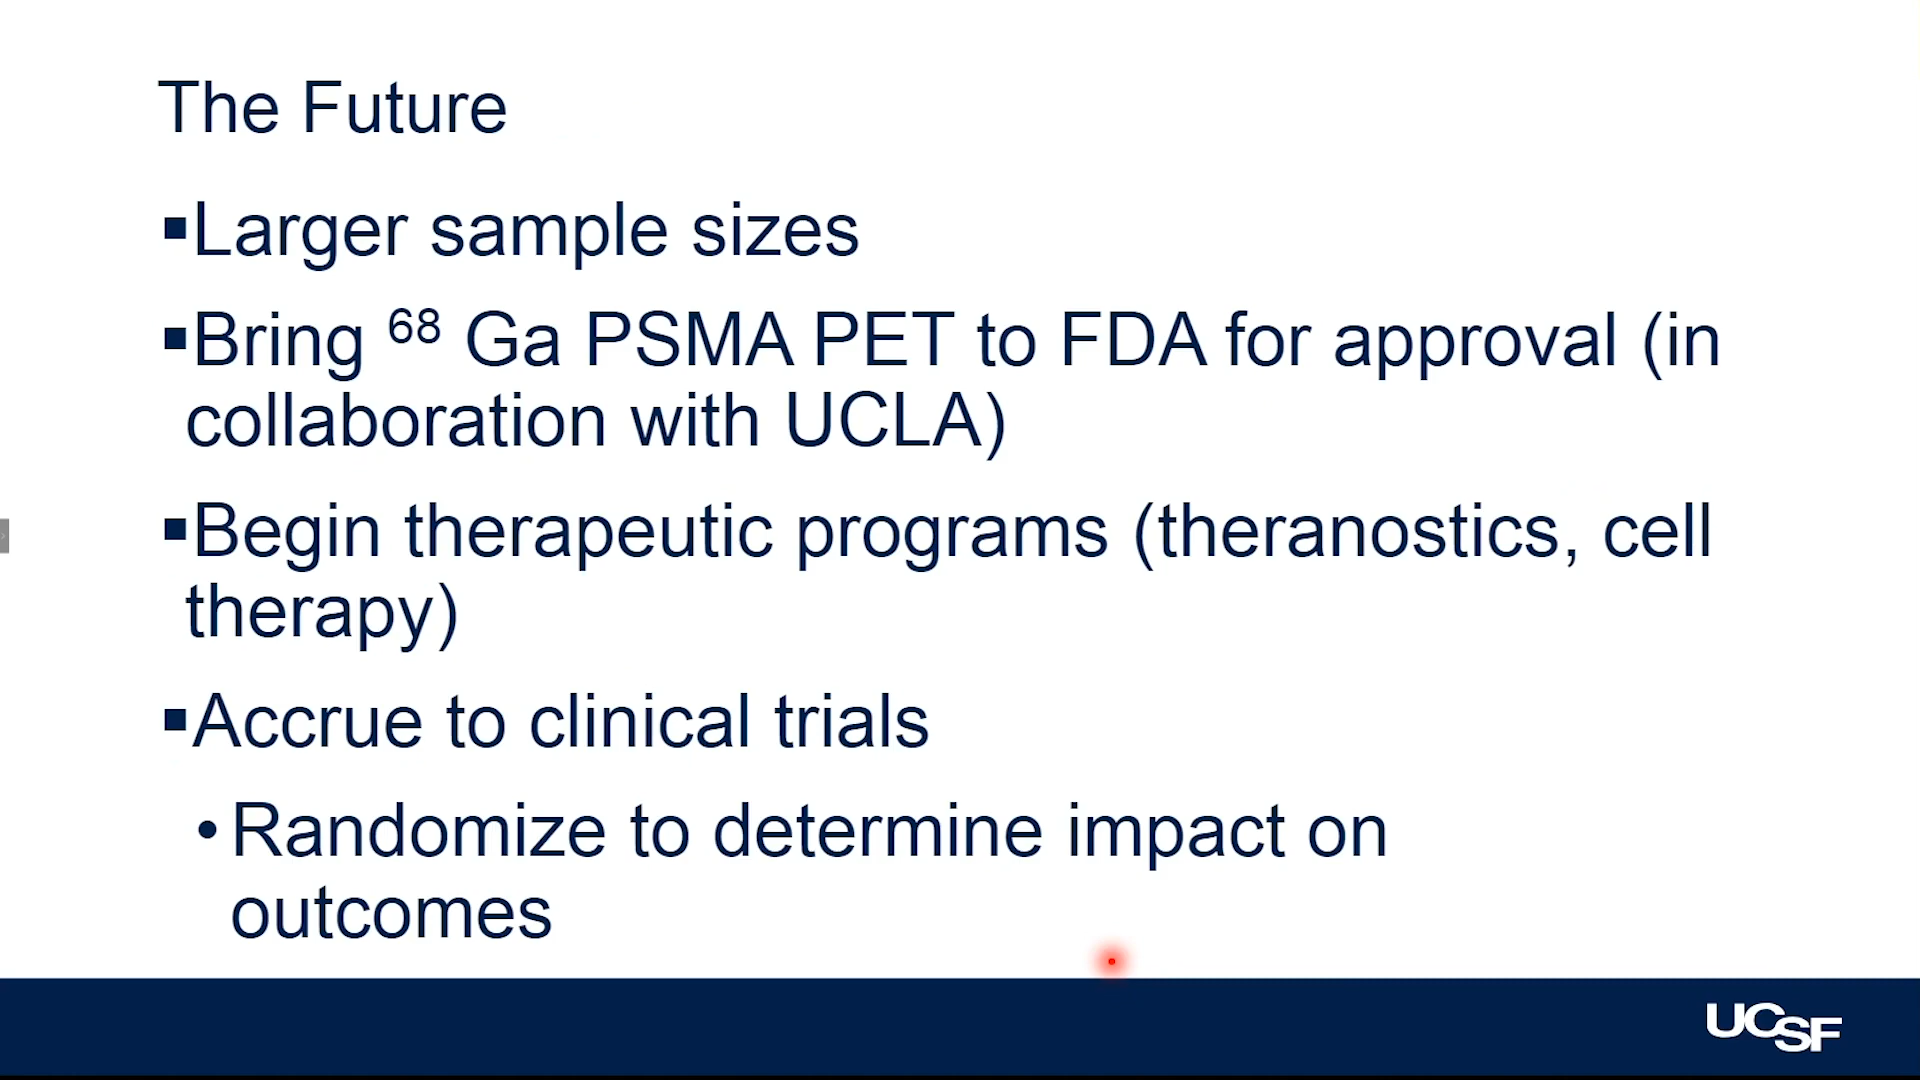 The Future
▪Larger sample sizes
▪Bring ⁶⁸ Ga PSMA PET to FDA for approval (in
collaboration with UCLA)
▪Begin therapeutic programs (theranostics, cell
therapy)
▪Accrue to clinical trials
•Randomize to determine impact on
outcomes
UCSF